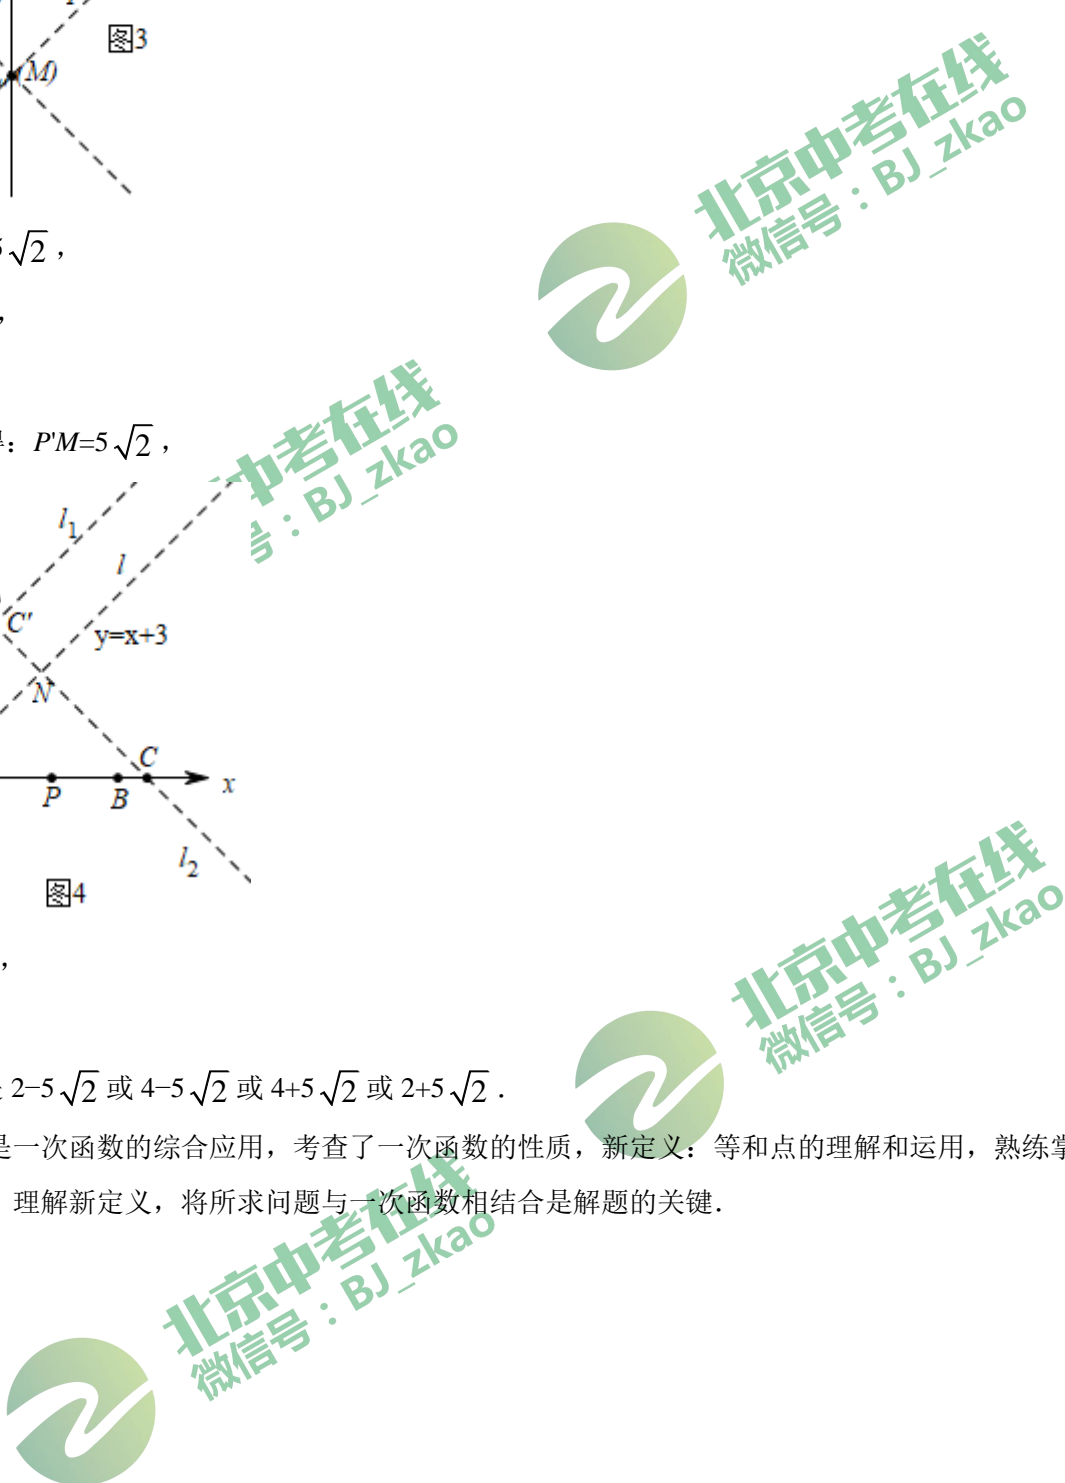 图3
(M)
√2，
，
：P'M=5√2，
l₁
l
C''
y=x+3
N
C
P
B
x
l₂
图4
，
2−5√2或4−5√2或4+5√2或2+5√2．
是一次函数的综合应用，考查了一次函数的性质，新定义：等和点的理解和运用，熟练掌
理解新定义，将所求问题与一次函数相结合是解题的关键．
北京中考在线
微信号：BJ_zkao
中考在线
号：BJ_zkao
北京中考在线
微信号：BJ_zkao
北京中考在线
微信号：BJ_zkao